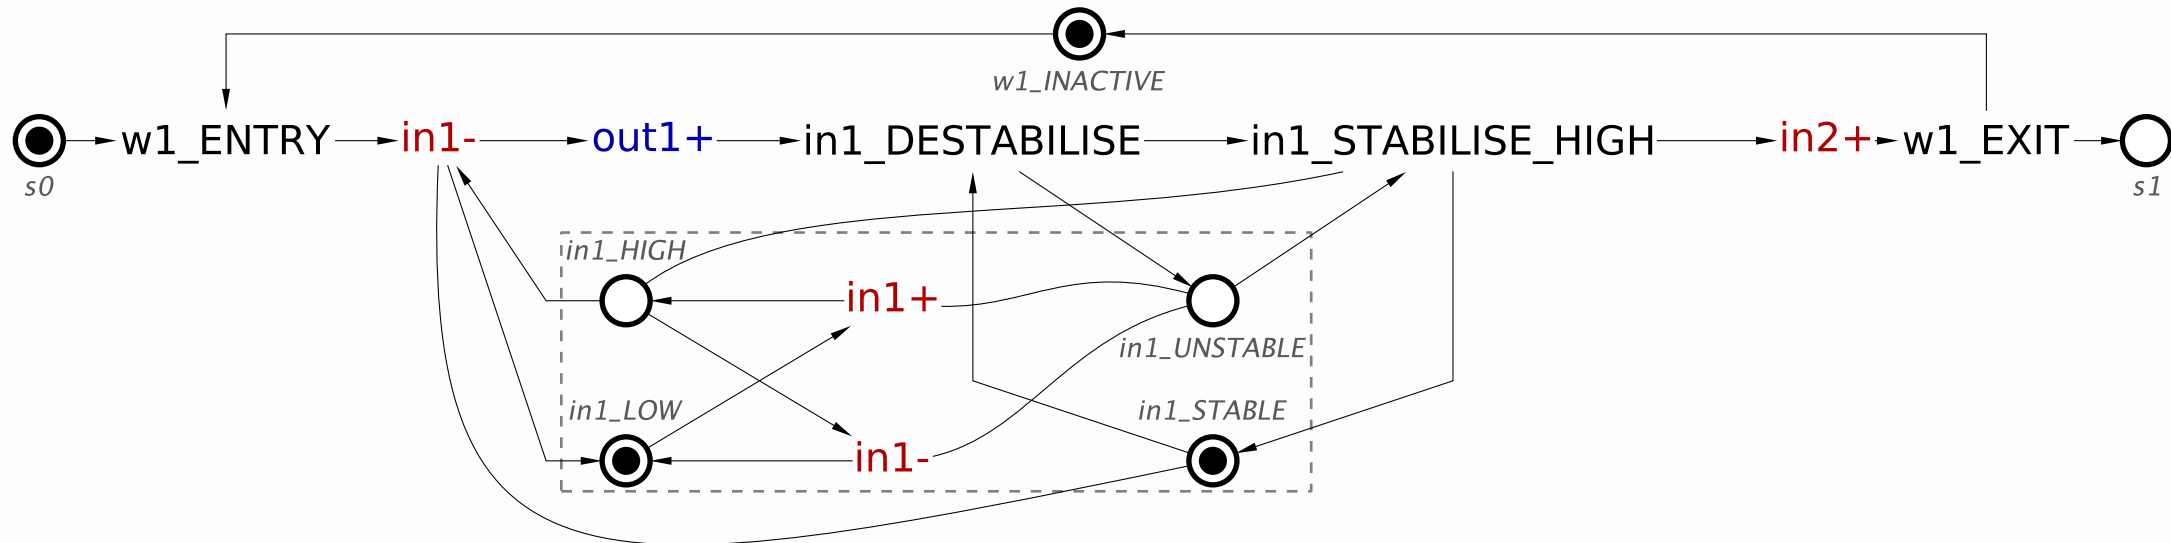 w1_INACTIVE
w1_ENTRY in1- out1+ in1_DESTABILISE in1_STABILISE_HIGH in2+ w1_EXIT
s0 s1
in1_HIGH
in1+
in1_UNSTABLE
in1_LOW in1_STABLE
in1-